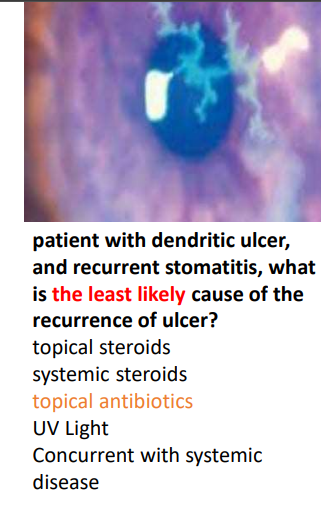 patient with dendritic ulcer,
and recurrent stomatitis, what
is the least likely cause of the
recurrence of ulcer?
topical steroids
systemic steroids
topical antibiotics
UV Light
Concurrent with systemic
disease